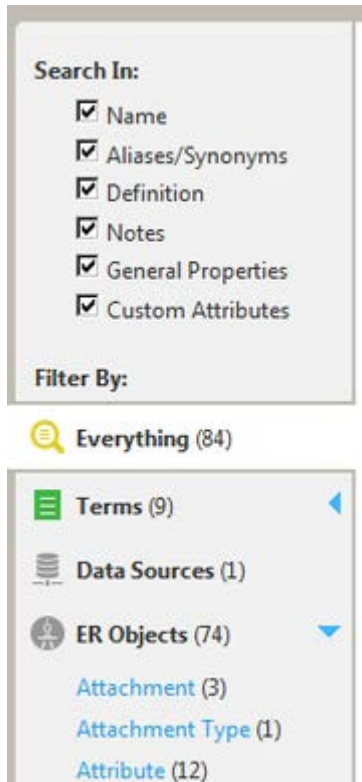 Search In:
Name
Aliases/Synonyms
Definition
Notes
General Properties
Custom Attributes
Filter By:
Everything (84)
Terms (9)
Data Sources (1)
ER Objects (74)
Attachment (3)
Attachment Type (1)
Attribute (12)